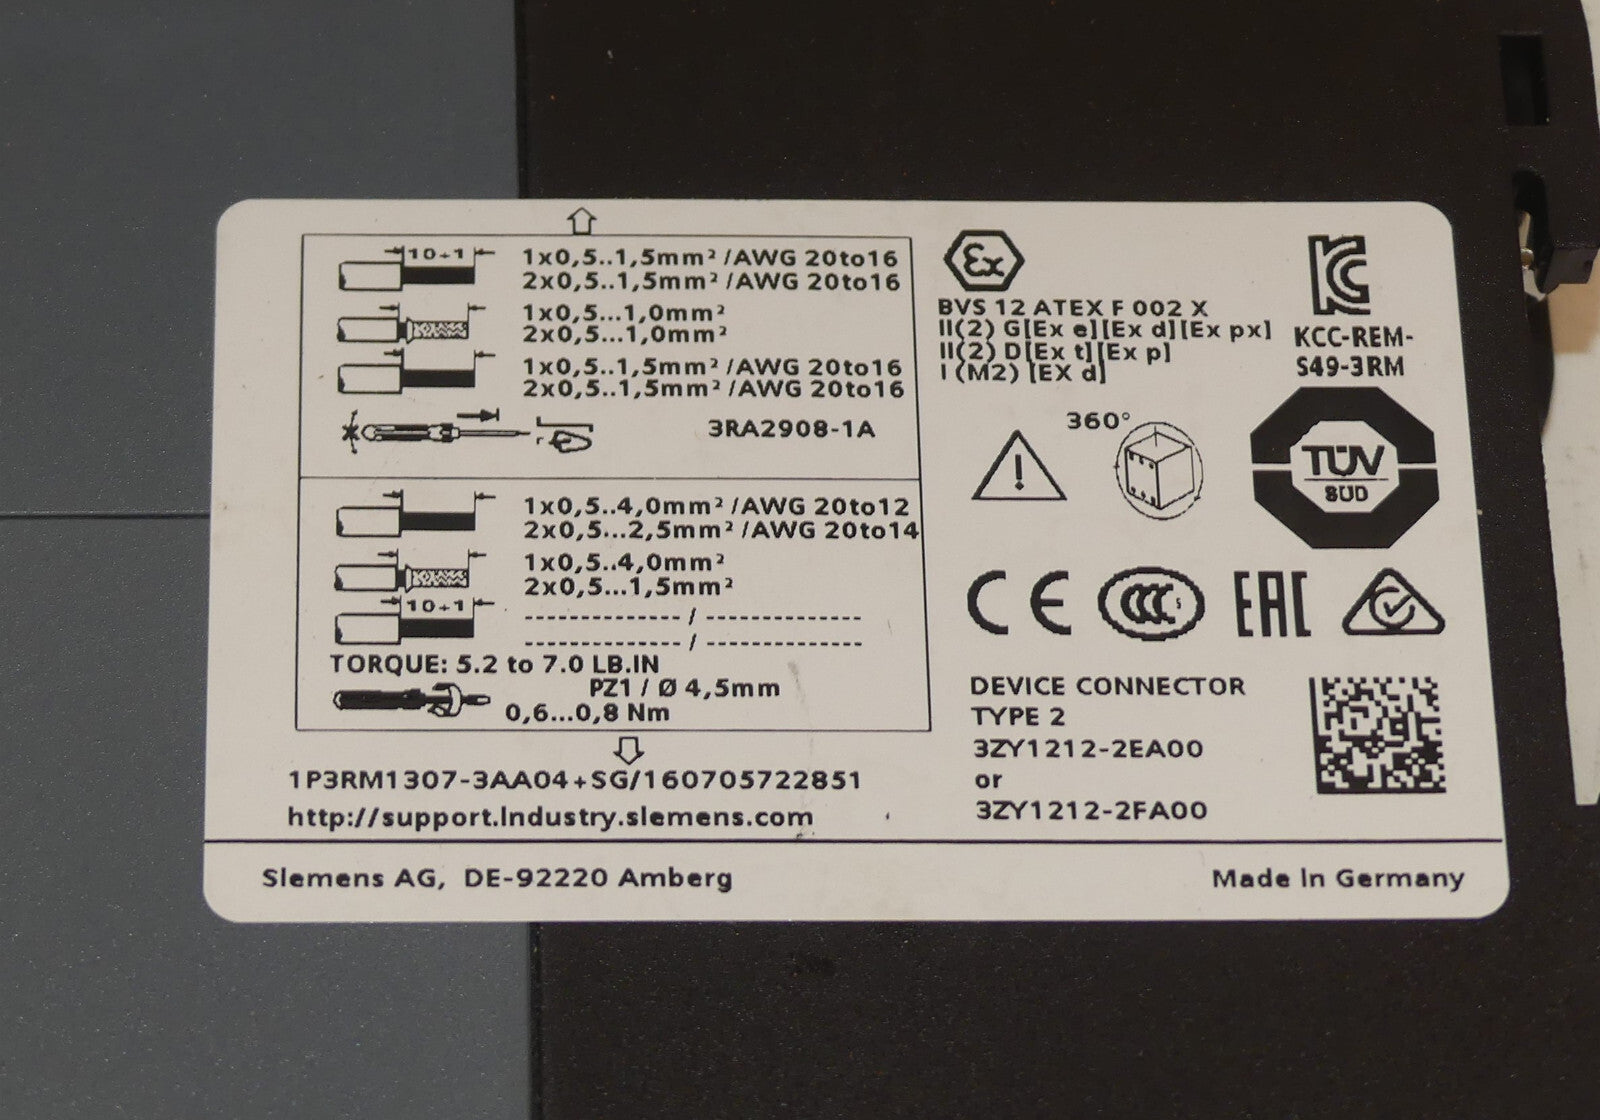 10+1
1x0,5..1,5mm² /AWG 20to16
2x0,5..1,5mm² /AWG 20to16
1x0,5...1,0mm²
2x0,5...1,0mm²
1x0,5..1,5mm² /AWG 20to16
2x0,5..1,5mm² /AWG 20to16
3RA2908-1A
1x0,5..4,0mm² /AWG 20to12
2x0,5...2,5mm² /AWG 20to14
1x0,5..4,0mm²
2x0,5...1,5mm²
10+1
-------------- / --------------
-------------- / --------------
TORQUE: 5.2 to 7.0 LB.IN
PZ1 / Ø 4,5mm
0,6...0,8 Nm
1P3RM1307-3AA04+SG/160705722851
http://support.Industry.siemens.com
Ex
BVS 12 ATEX F 002 X
II(2) G[Ex e][Ex d][Ex px]
II(2) D[Ex t][Ex p]
I (M2) [EX d]
KC
KCC-REM-
S49-3RM
360°
!
TÜV
SÜD
CE
CCC S
EAC
DEVICE CONNECTOR
TYPE 2
3ZY1212-2EA00
or
3ZY1212-2FA00
Siemens AG, DE-92220 Amberg
Made In Germany